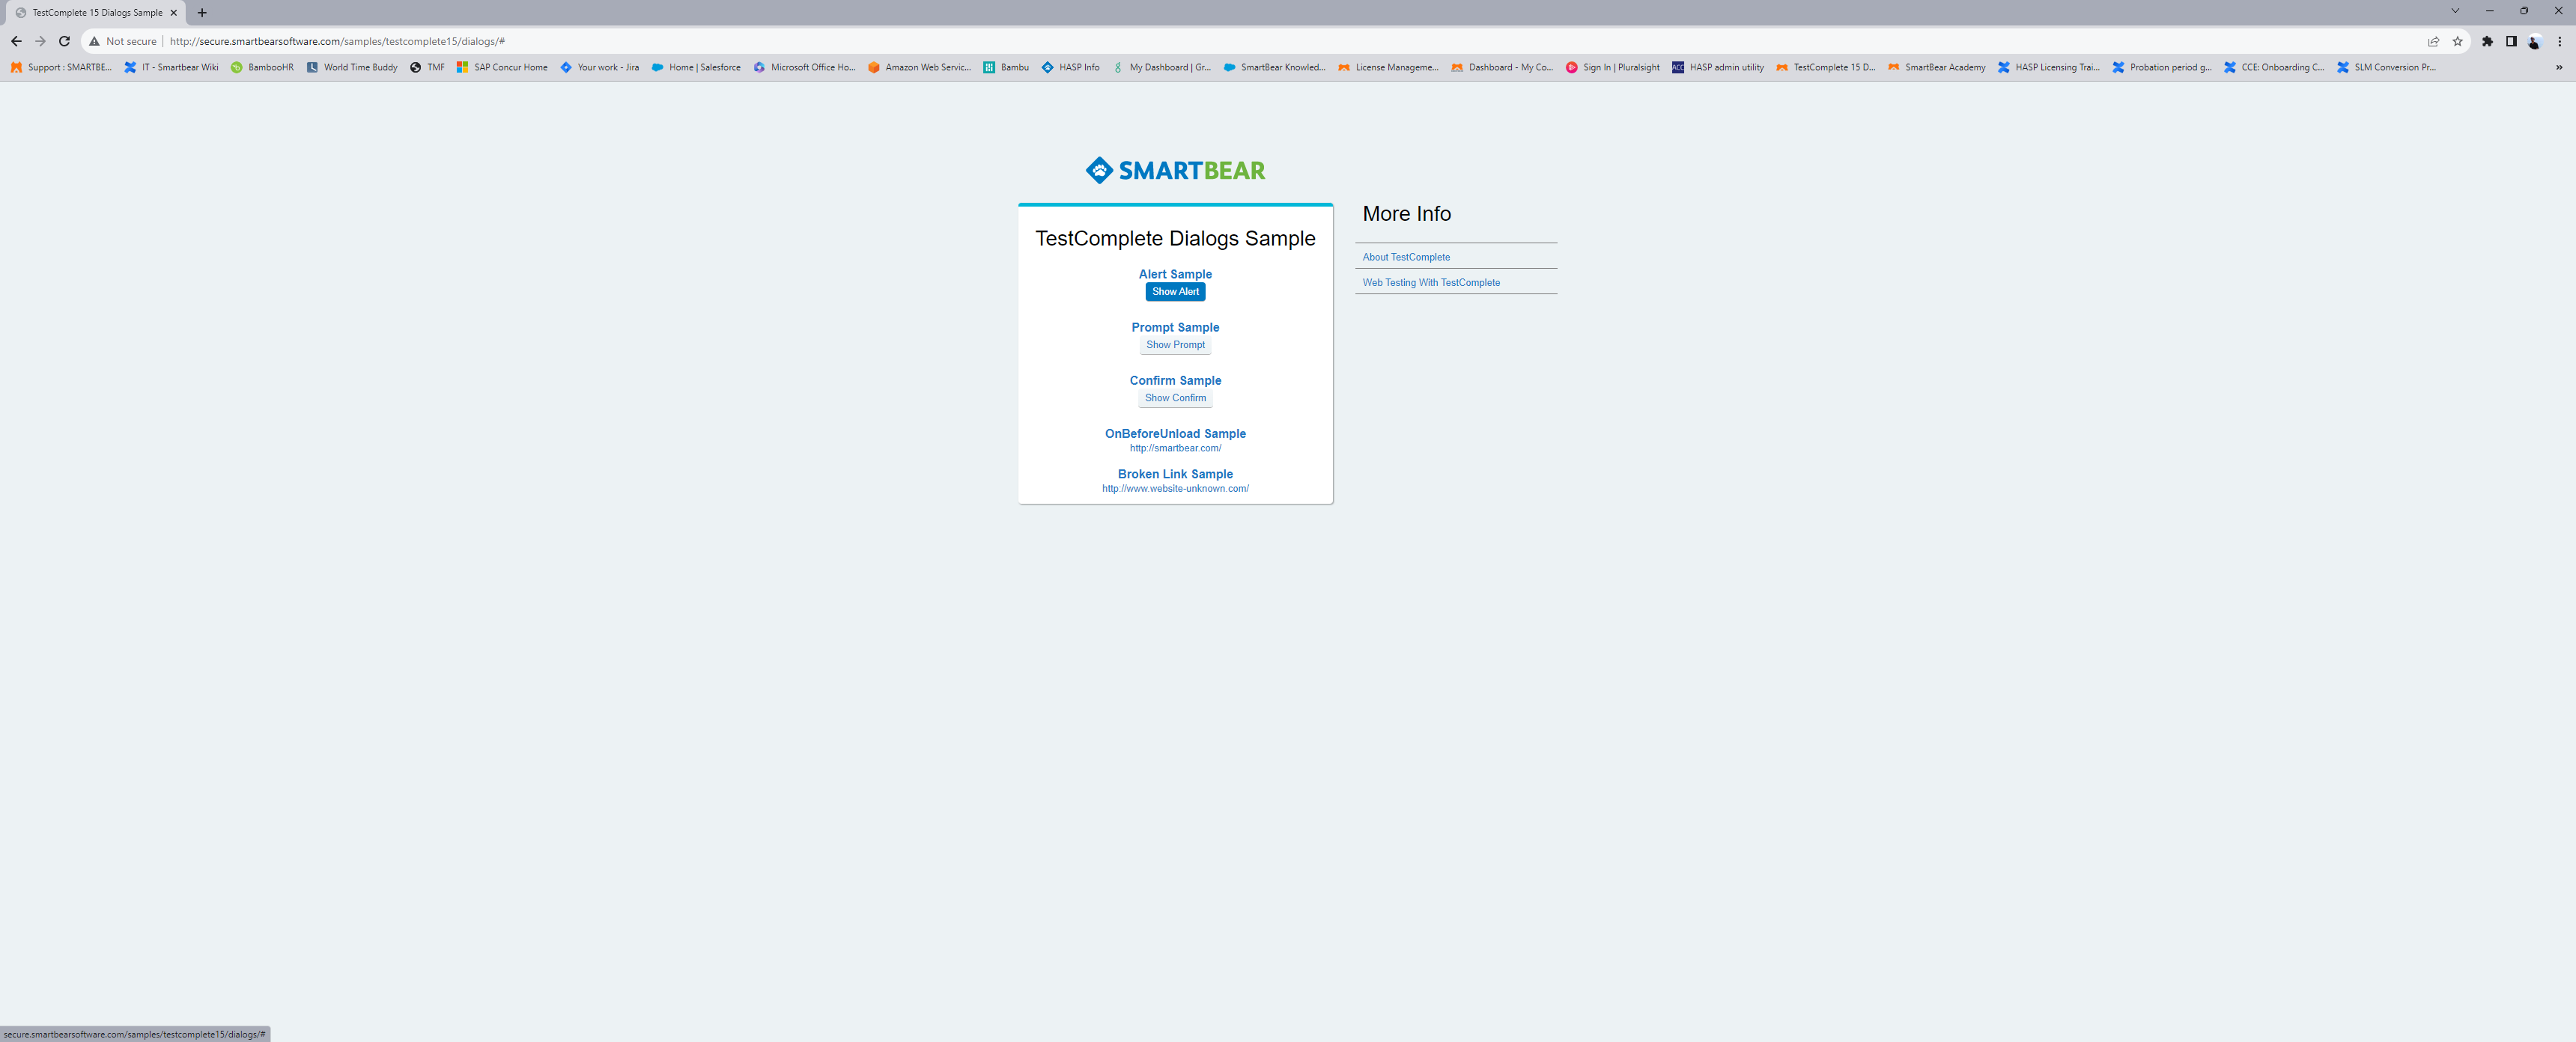 TestComplete 15 Dialogs Sample
Not secure | http://secure.smartbearsoftware.com/samples/testcomplete15/dialogs/#
Support : SMARTBE... IT - Smartbear Wiki BambooHR World Time Buddy TMF SAP Concur Home Your work - Jira Home | Salesforce Microsoft Office Ho... Amazon Web Servic... Bambu HASP Info My Dashboard | Gr... SmartBear Knowled... License Manageme... Dashboard - My Co... Sign In | Pluralsight ACC HASP admin utility TestComplete 15 D... SmartBear Academy HASP Licensing Trai... Probation period g... CCE: Onboarding C... SLM Conversion Pr... »
SMARTBEAR
TestComplete Dialogs Sample
Alert Sample
Show Alert
Prompt Sample
Show Prompt
Confirm Sample
Show Confirm
OnBeforeUnload Sample
http://smartbear.com/
Broken Link Sample
http://www.website-unknown.com/
More Info
About TestComplete
Web Testing With TestComplete
secure.smartbearsoftware.com/samples/testcomplete15/dialogs/#